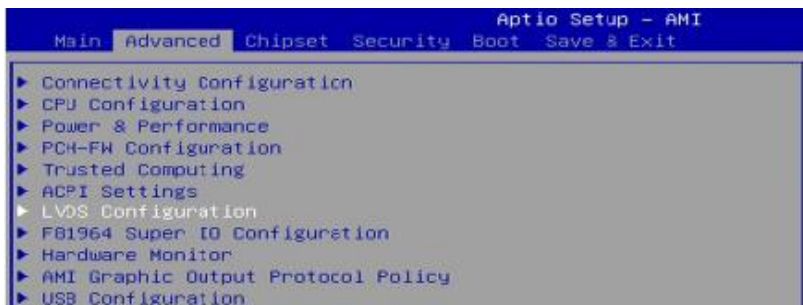 Aptio Setup - AMI
Main Advanced Chipset Security Boot Save & Exit
Connectivity Configuration
CPU Configuration
Power & Performance
PCH-FW Configuration
Trusted Computing
ACPI Settings
LVDS Configuration
F81964 Super IO Configuration
Hardware Monitor
AMI Graphic Output Protocol Policy
USB Configuration